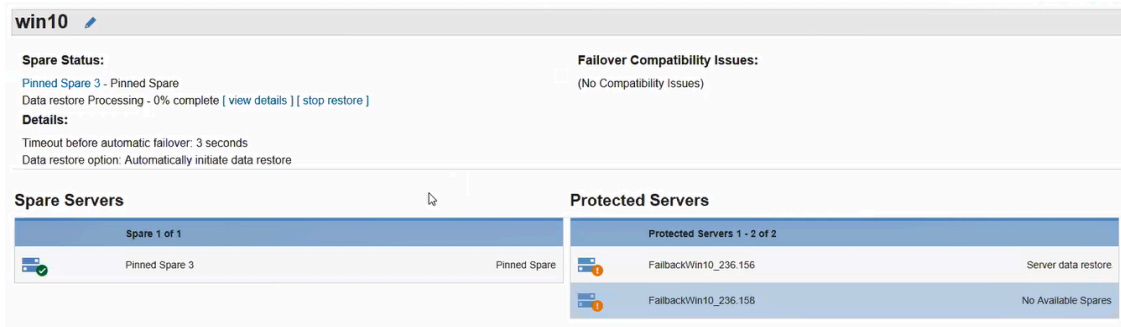 win10
Spare Status:
Pinned Spare 3 - Pinned Spare
Data restore Processing - 0% complete [ view details ] [ stop restore ]
Details:
Timeout before automatic failover: 3 seconds
Data restore option: Automatically initiate data restore
Failover Compatibility Issues:
(No Compatibility Issues)
Spare Servers
Spare 1 of 1
Pinned Spare 3 Pinned Spare
Protected Servers
Protected Servers 1 - 2 of 2
FailbackWin10_236.156 Server data restore
FailbackWin10_236.158 No Available Spares